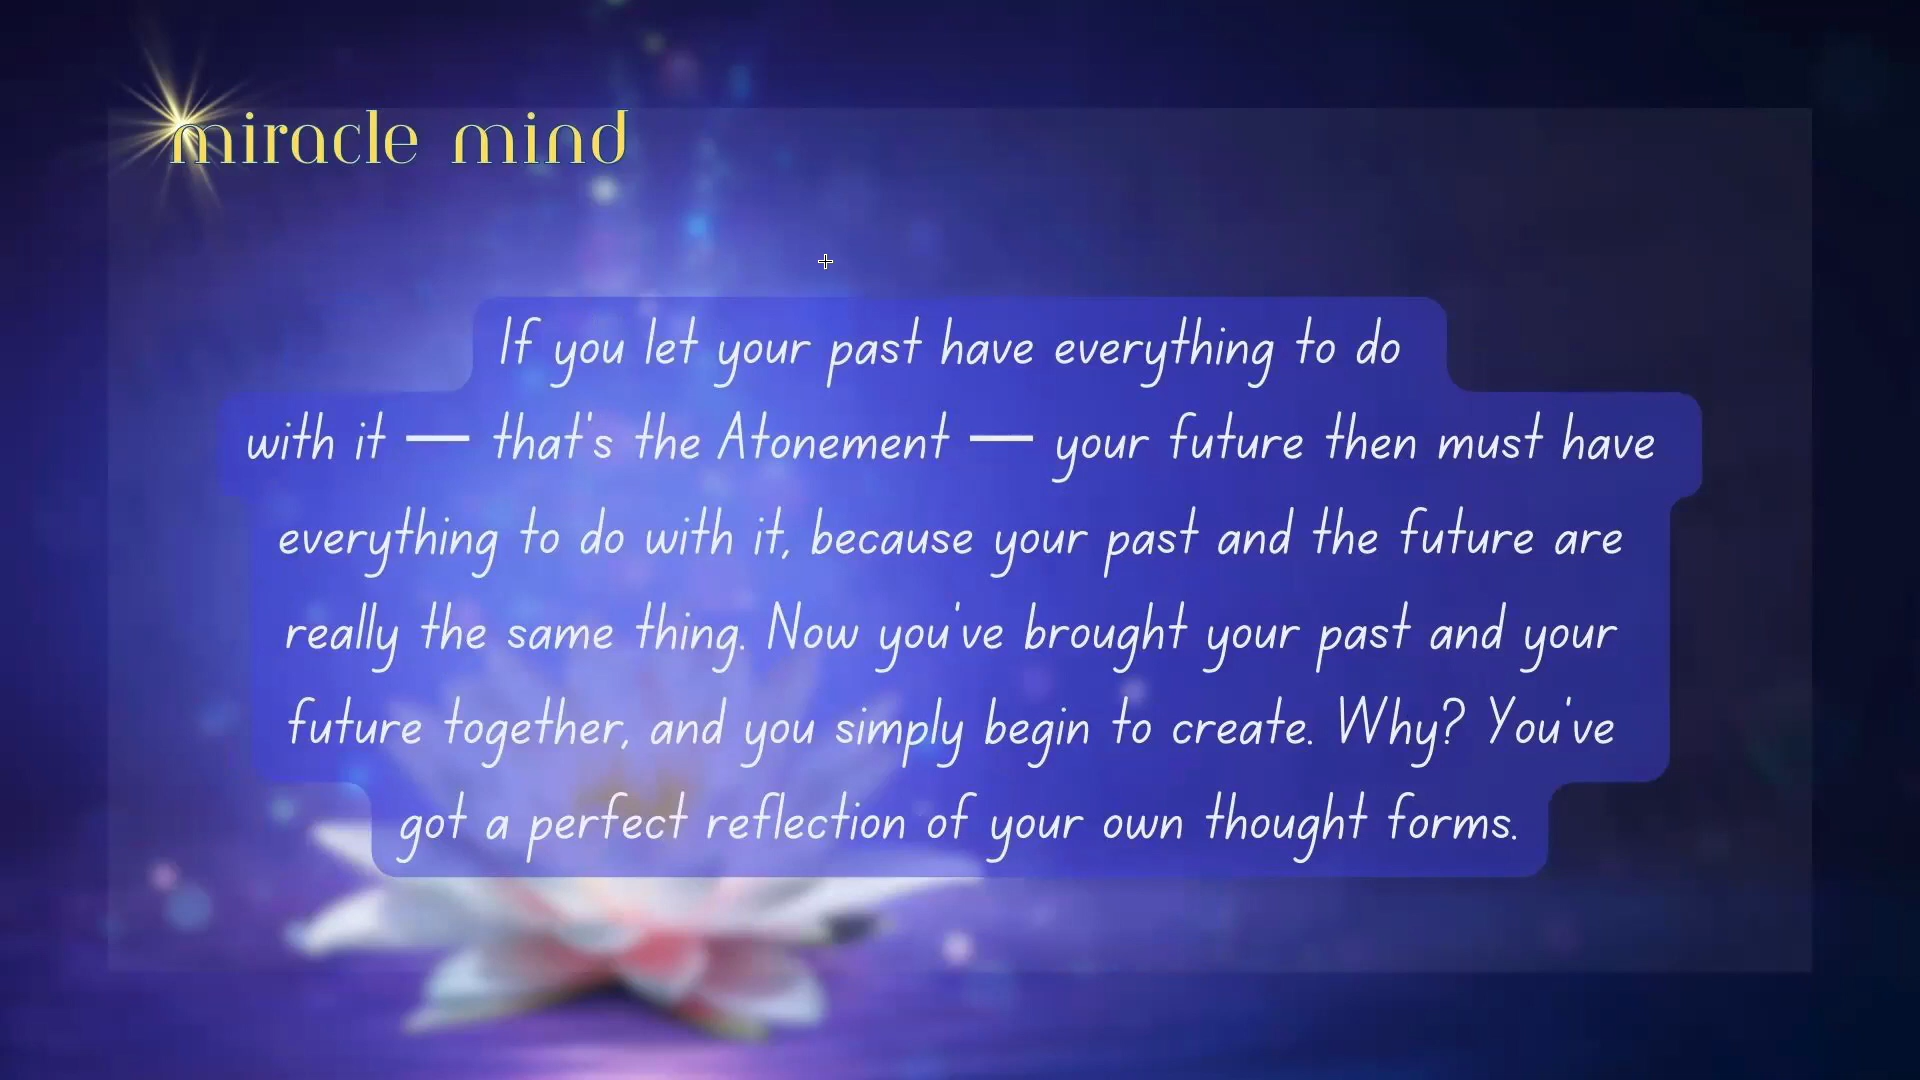 miracle mind
If you let your past have everything to do
with it — that's the Atonement — your future then must have
everything to do with it, because your past and the future are
really the same thing. Now you've brought your past and your
future together, and you simply begin to create. Why? You've
got a perfect reflection of your own thought forms.